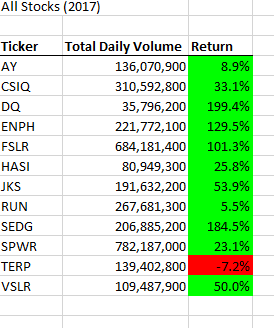 All Stocks (2017)
Ticker Total Daily Volume Return
AY 136,070,900 8.9%
CSIQ 310,592,800 33.1%
DQ 35,796,200 199.4%
ENPH 221,772,100 129.5%
FSLR 684,181,400 101.3%
HASI 80,949,300 25.8%
JKS 191,632,200 53.9%
RUN 267,681,300 5.5%
SEDG 206,885,200 184.5%
SPWR 782,187,000 23.1%
TERP 139,402,800 -7.2%
VSLR 109,487,900 50.0%